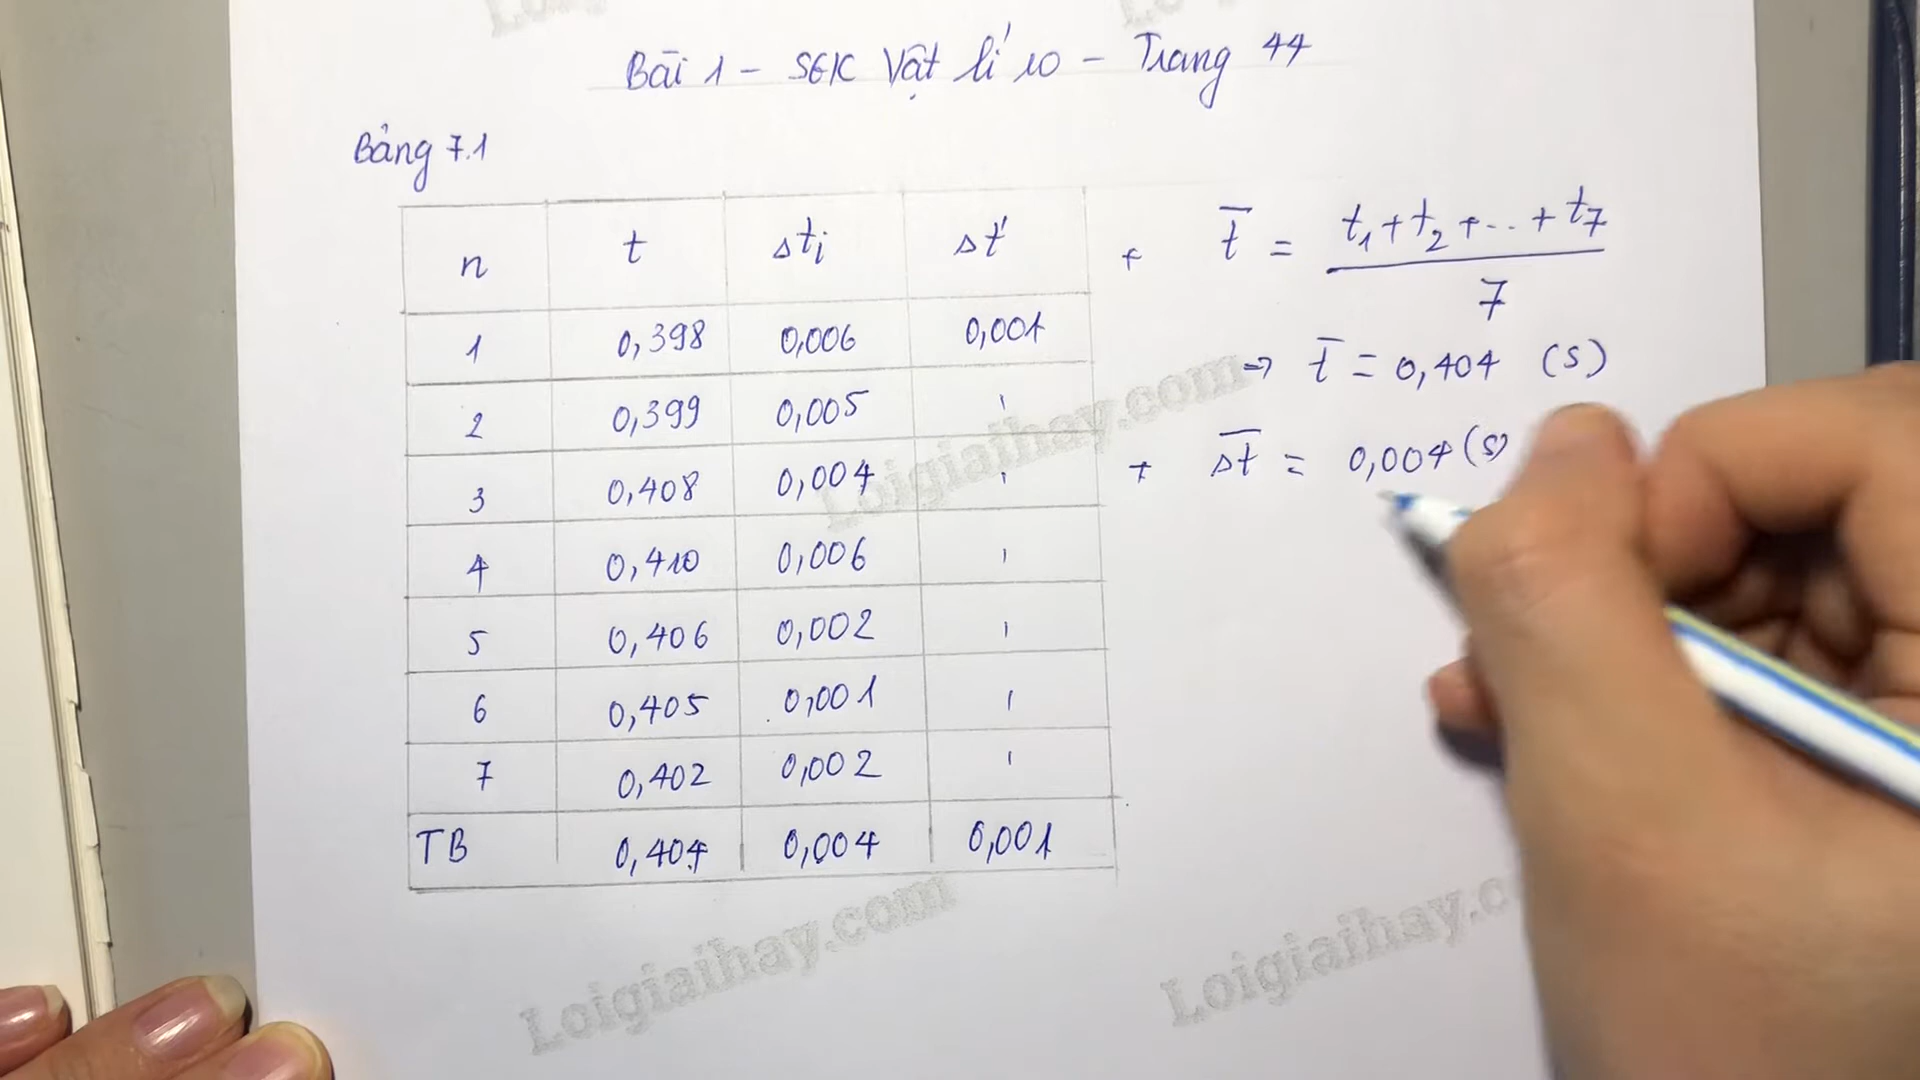 Bài 1 - SGK Vật lí 10 - Trang 44
Bảng 7.1
n t Δti Δt'
1 0,398 0,006 0,001
2 0,399 0,005 '
3 0,408 0,004 '
4 0,410 0,006 '
5 0,406 0,002 '
6 0,405 0,001 '
7 0,402 0,002 '
TB 0,404 0,004 0,001
+ t̅ = (t1 + t2 + ... + t7) / 7
=> t̅ = 0,404 (s)
+ Δt̅ = 0,004 (s)
Loigiaihay.com
Loigiaihay.com
Loigiaihay.c